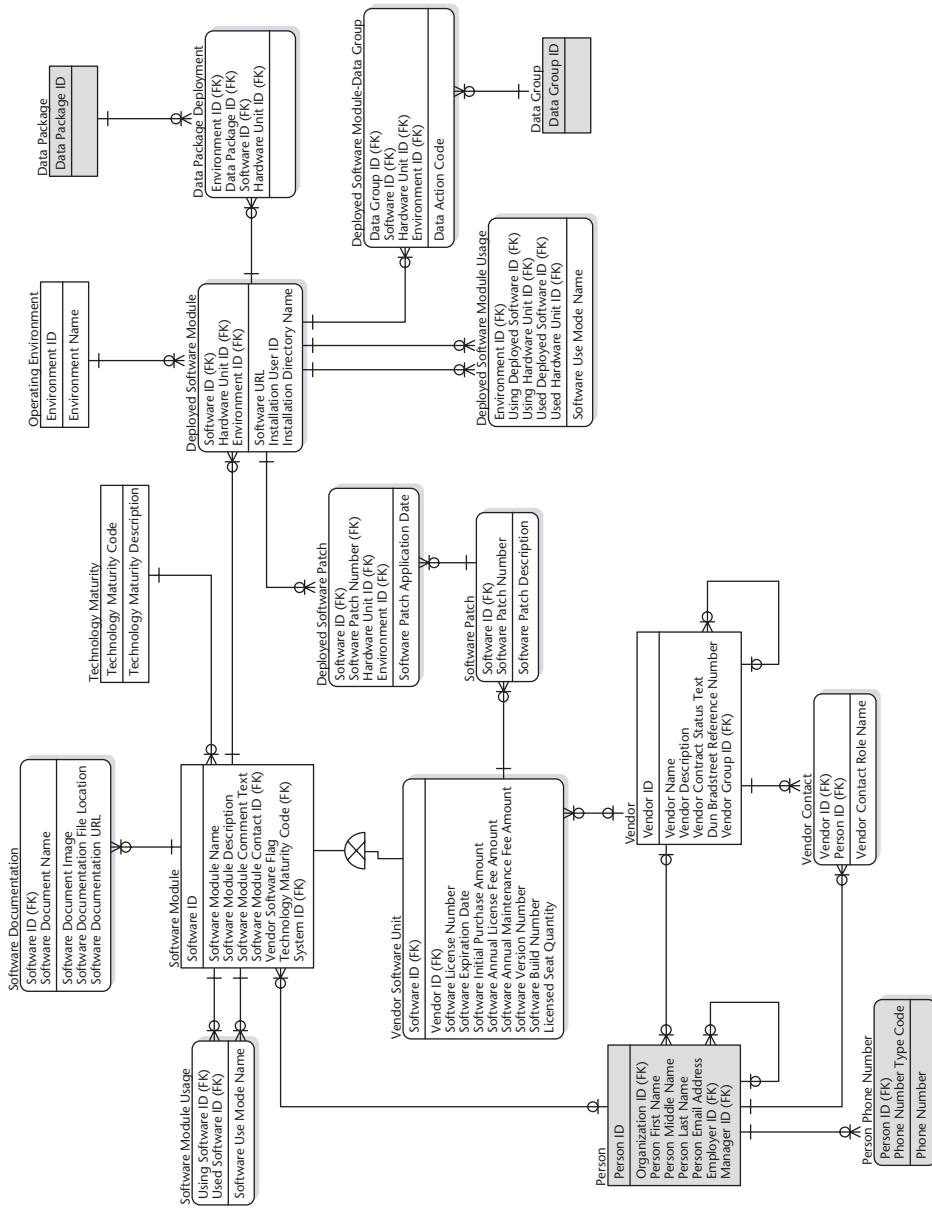 Software Documentation
Software ID (FK)
Software Document Name
Software Document Image
Software Documentation File Location
Software Documentation URL
Technology Maturity
Technology Maturity Code
Technology Maturity Description
Operating Environment
Environment ID
Environment Name
Data Package
Data Package ID
Software Module Usage
Using Software ID (FK)
Used Software ID (FK)
Software Use Mode Name
Software Module
Software ID
Software Module Name
Software Module Description
Software Module Comment Text
Software Module Contact ID (FK)
Vendor Software Flag
Technology Maturity Code (FK)
System ID (FK)
Deployed Software Module
Software ID (FK)
Hardware Unit ID (FK)
Environment ID (FK)
Software URL
Installation User ID
Installation Directory Name
Data Package Deployment
Environment ID (FK)
Data Package ID (FK)
Software ID (FK)
Hardware Unit ID (FK)
Vendor Software Unit
Software ID (FK)
Vendor ID (FK)
Software License Number
Software Expiration Date
Software Initial Purchase Amount
Software Annual License Fee Amount
Software Annual Maintenance Fee Amount
Software Version Number
Software Build Number
Licensed Seat Quantity
Deployed Software Patch
Software ID (FK)
Software Patch Number (FK)
Hardware Unit ID (FK)
Environment ID (FK)
Software Patch Application Date
Deployed Software Module-Data Group
Data Group ID (FK)
Software ID (FK)
Hardware Unit ID (FK)
Environment ID (FK)
Data Action Code
Software Patch
Software ID (FK)
Software Patch Number
Software Patch Description
Deployed Software Module Usage
Environment ID (FK)
Using Deployed Software ID (FK)
Using Hardware Unit ID (FK)
Used Deployed Software ID (FK)
Used Hardware Unit ID (FK)
Software Use Mode Name
Data Group
Data Group ID
Person
Person ID
Organization ID (FK)
Person First Name
Person Middle Name
Person Last Name
Person Email Address
Employer ID (FK)
Manager ID (FK)
Vendor
Vendor ID
Vendor Name
Vendor Description
Vendor Contract Status Text
Dun Bradstreet Reference Number
Vendor Group ID (FK)
Person Phone Number
Person ID (FK)
Phone Number Type Code
Phone Number
Vendor Contact
Vendor ID (FK)
Person ID (FK)
Vendor Contact Role Name